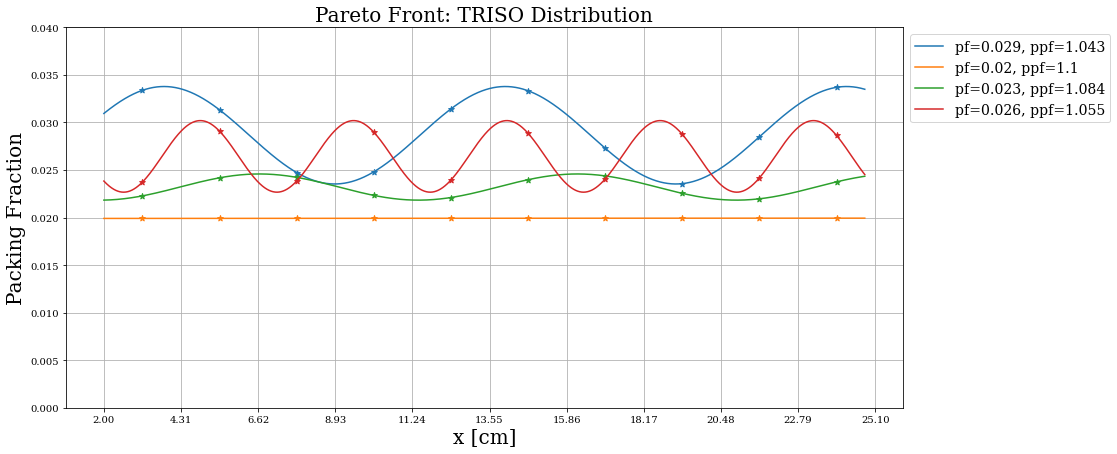 Pareto Front: TRISO Distribution
Packing Fraction
0.040
0.035
0.030
0.025
0.020
0.015
0.010
0.005
0.000
2.00 4.31 6.62 8.93 11.24 13.55 15.86 18.17 20.48 22.79 25.10
x [cm]
pf=0.029, ppf=1.043
pf=0.02, ppf=1.1
pf=0.023, ppf=1.084
pf=0.026, ppf=1.055